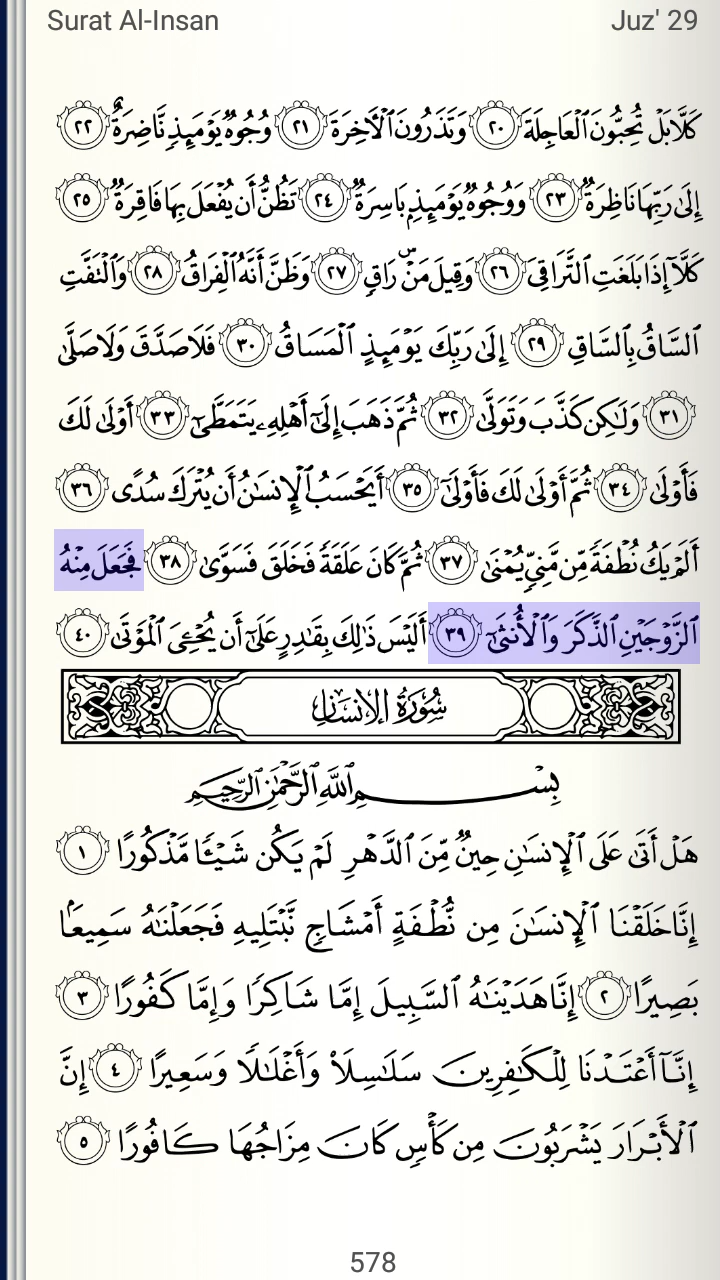 Surat Al-Insan
Juz' 29
كَلَّا بَلْ تُحِبُّونَ ٱلْعَاجِلَةَ ٢٠ وَتَذَرُونَ ٱلْأَخِرَةَ ٢١ وُجُوهٌ يَوْمَئِذٍ نَّاضِرَةٌ ٢٢
إِلَىٰ رَبِّهَا نَاظِرَةٌ ٢٣ وَوُجُوهٌ يَوْمَئِذٍۭ بَاسِرَةٌ ٢٤ تَظُنُّ أَن يُفْعَلَ بِهَا فَاقِرَةٌ ٢٥
كَلَّآ إِذَا بَلَغَتِ ٱلتَّرَاقِىَ ٢٦ وَقِيلَ مَنْ ۜ رَاقٍ ٢٧ وَظَنَّ أَنَّهُ ٱلْفِرَاقُ ٢٨ وَٱلْتَفَّتِ
ٱلسَّاقُ بِٱلسَّاقِ ٢٩ إِلَىٰ رَبِّكَ يَوْمَئِذٍ ٱلْمَسَاقُ ٣٠ فَلَا صَدَّقَ وَلَا صَلَّىٰ
٣١ وَلَٰكِن كَذَّبَ وَتَوَلَّىٰ ٣٢ ثُمَّ ذَهَبَ إِلَىٰٓ أَهْلِهِۦ يَتَمَطَّىٰٓ ٣٣ أَوْلَىٰ لَكَ
فَأَوْلَىٰ ٣٤ ثُمَّ أَوْلَىٰ لَكَ فَأَوْلَىٰٓ ٣٥ أَيَحْسَبُ ٱلْإِنسَٰنُ أَن يُتْرَكَ سُدًى ٣٦
أَلَمْ يَكُ نُطْفَةً مِّن مَّنِىٍّ يُمْنَىٰ ٣٧ ثُمَّ كَانَ عَلَقَةً فَخَلَقَ فَسَوَّىٰ ٣٨ فَجَعَلَ مِنْهُ
ٱلزَّوْجَيْنِ ٱلذَّكَرَ وَٱلْأُنثَىٰٓ ٣٩ أَلَيْسَ ذَٰلِكَ بِقَٰدِرٍ عَلَىٰٓ أَن يُحْـِۧىَ ٱلْمَوْتَىٰ ٤٠
سُورَةُ الإِنسَانِ
بِسْمِ ٱللَّهِ ٱلرَّحْمَٰنِ ٱلرَّحِيمِ
هَلْ أَتَىٰ عَلَى ٱلْإِنسَٰنِ حِينٌ مِّنَ ٱلدَّهْرِ لَمْ يَكُن شَيْـًٔا مَّذْكُورًا ١
إِنَّا خَلَقْنَا ٱلْإِنسَٰنَ مِن نُّطْفَةٍ أَمْشَاجٍ نَّبْتَلِيهِ فَجَعَلْنَٰهُ سَمِيعًۢا
بَصِيرًا ٢ إِنَّا هَدَيْنَٰهُ ٱلسَّبِيلَ إِمَّا شَاكِرًا وَإِمَّا كَفُورًا ٣
إِنَّآ أَعْتَدْنَا لِلْكَٰفِرِينَ سَلَٰسِلَا۟ وَأَغْلَٰلًا وَسَعِيرًا ٤ إِنَّ
ٱلْأَبْرَارَ يَشْرَبُونَ مِن كَأْسٍ كَانَ مِزَاجُهَا كَافُورًا ٥
578